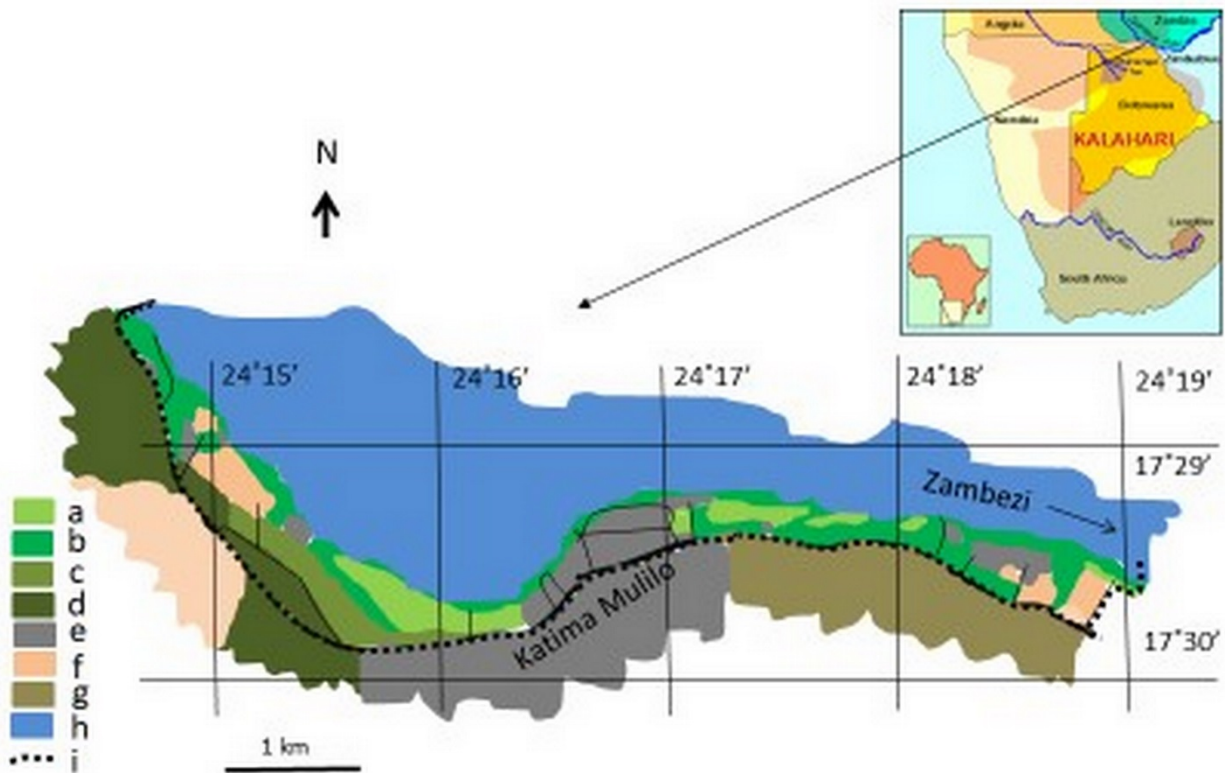 Angola
Zambia
Botswana
Namibia
KALAHARI
Lesotho
South Africa
N
24˚15'
24˚16'
24˚17'
24˚18'
24˚19'
17˚29'
Zambezi
a
b
c
d
e
f
g
h
i
Katima Mulilo
17˚30'
1 km